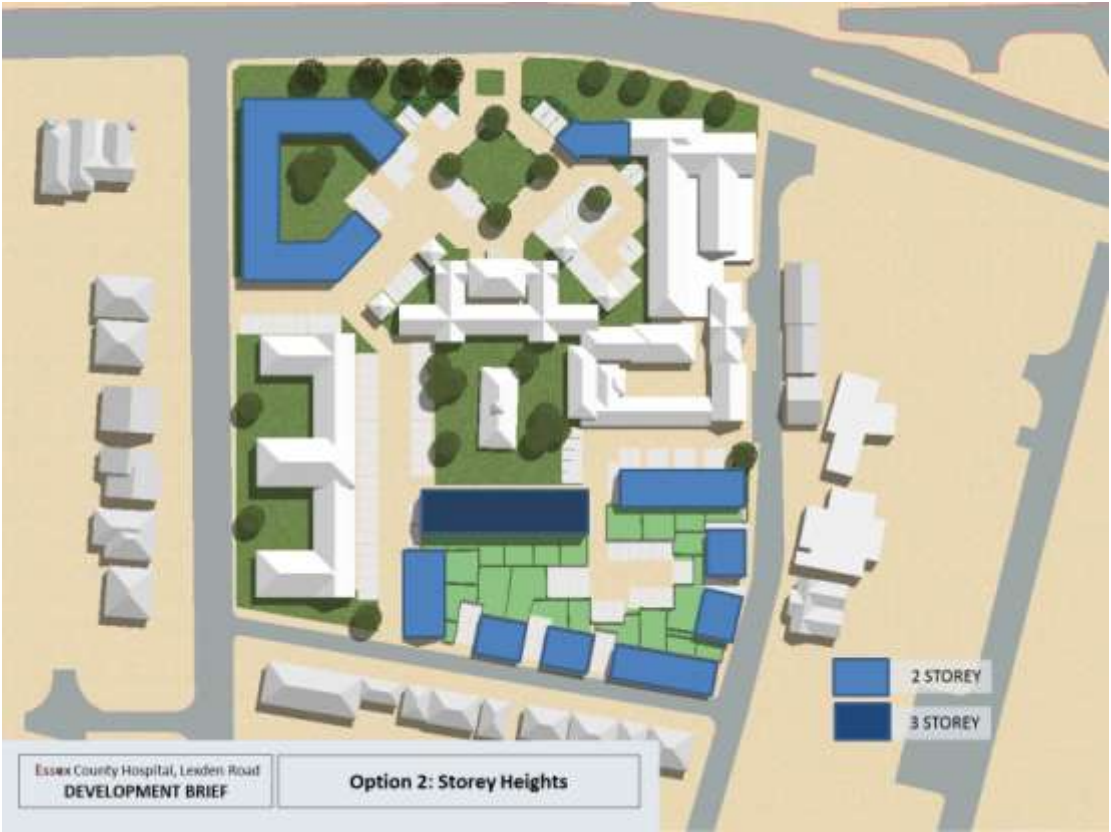 2 STOREY
3 STOREY
Essex County Hospital, Lexden Road
DEVELOPMENT BRIEF
Option 2: Storey Heights